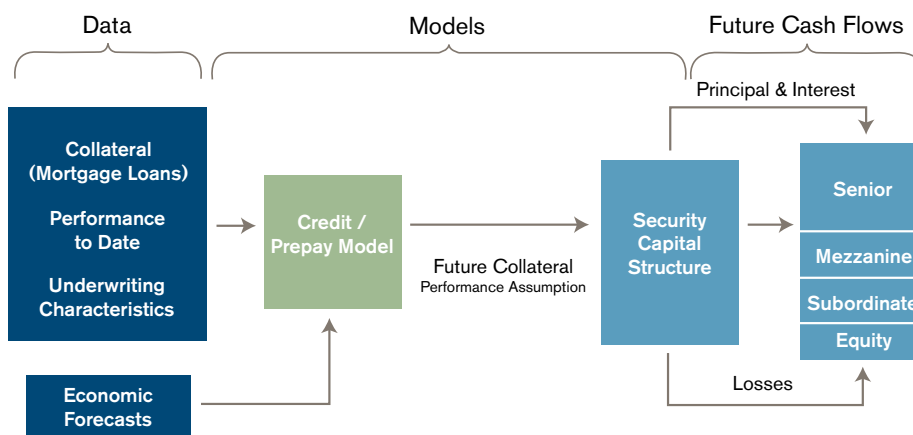 Data
Models
Future Cash Flows
Principal & Interest
Collateral
(Mortgage Loans)
Performance
to Date
Underwriting
Characteristics
Credit /
Prepay Model
Future Collateral
Performance Assumption
Security
Capital
Structure
Senior
Mezzanine
Subordinate
Equity
Losses
Economic
Forecasts